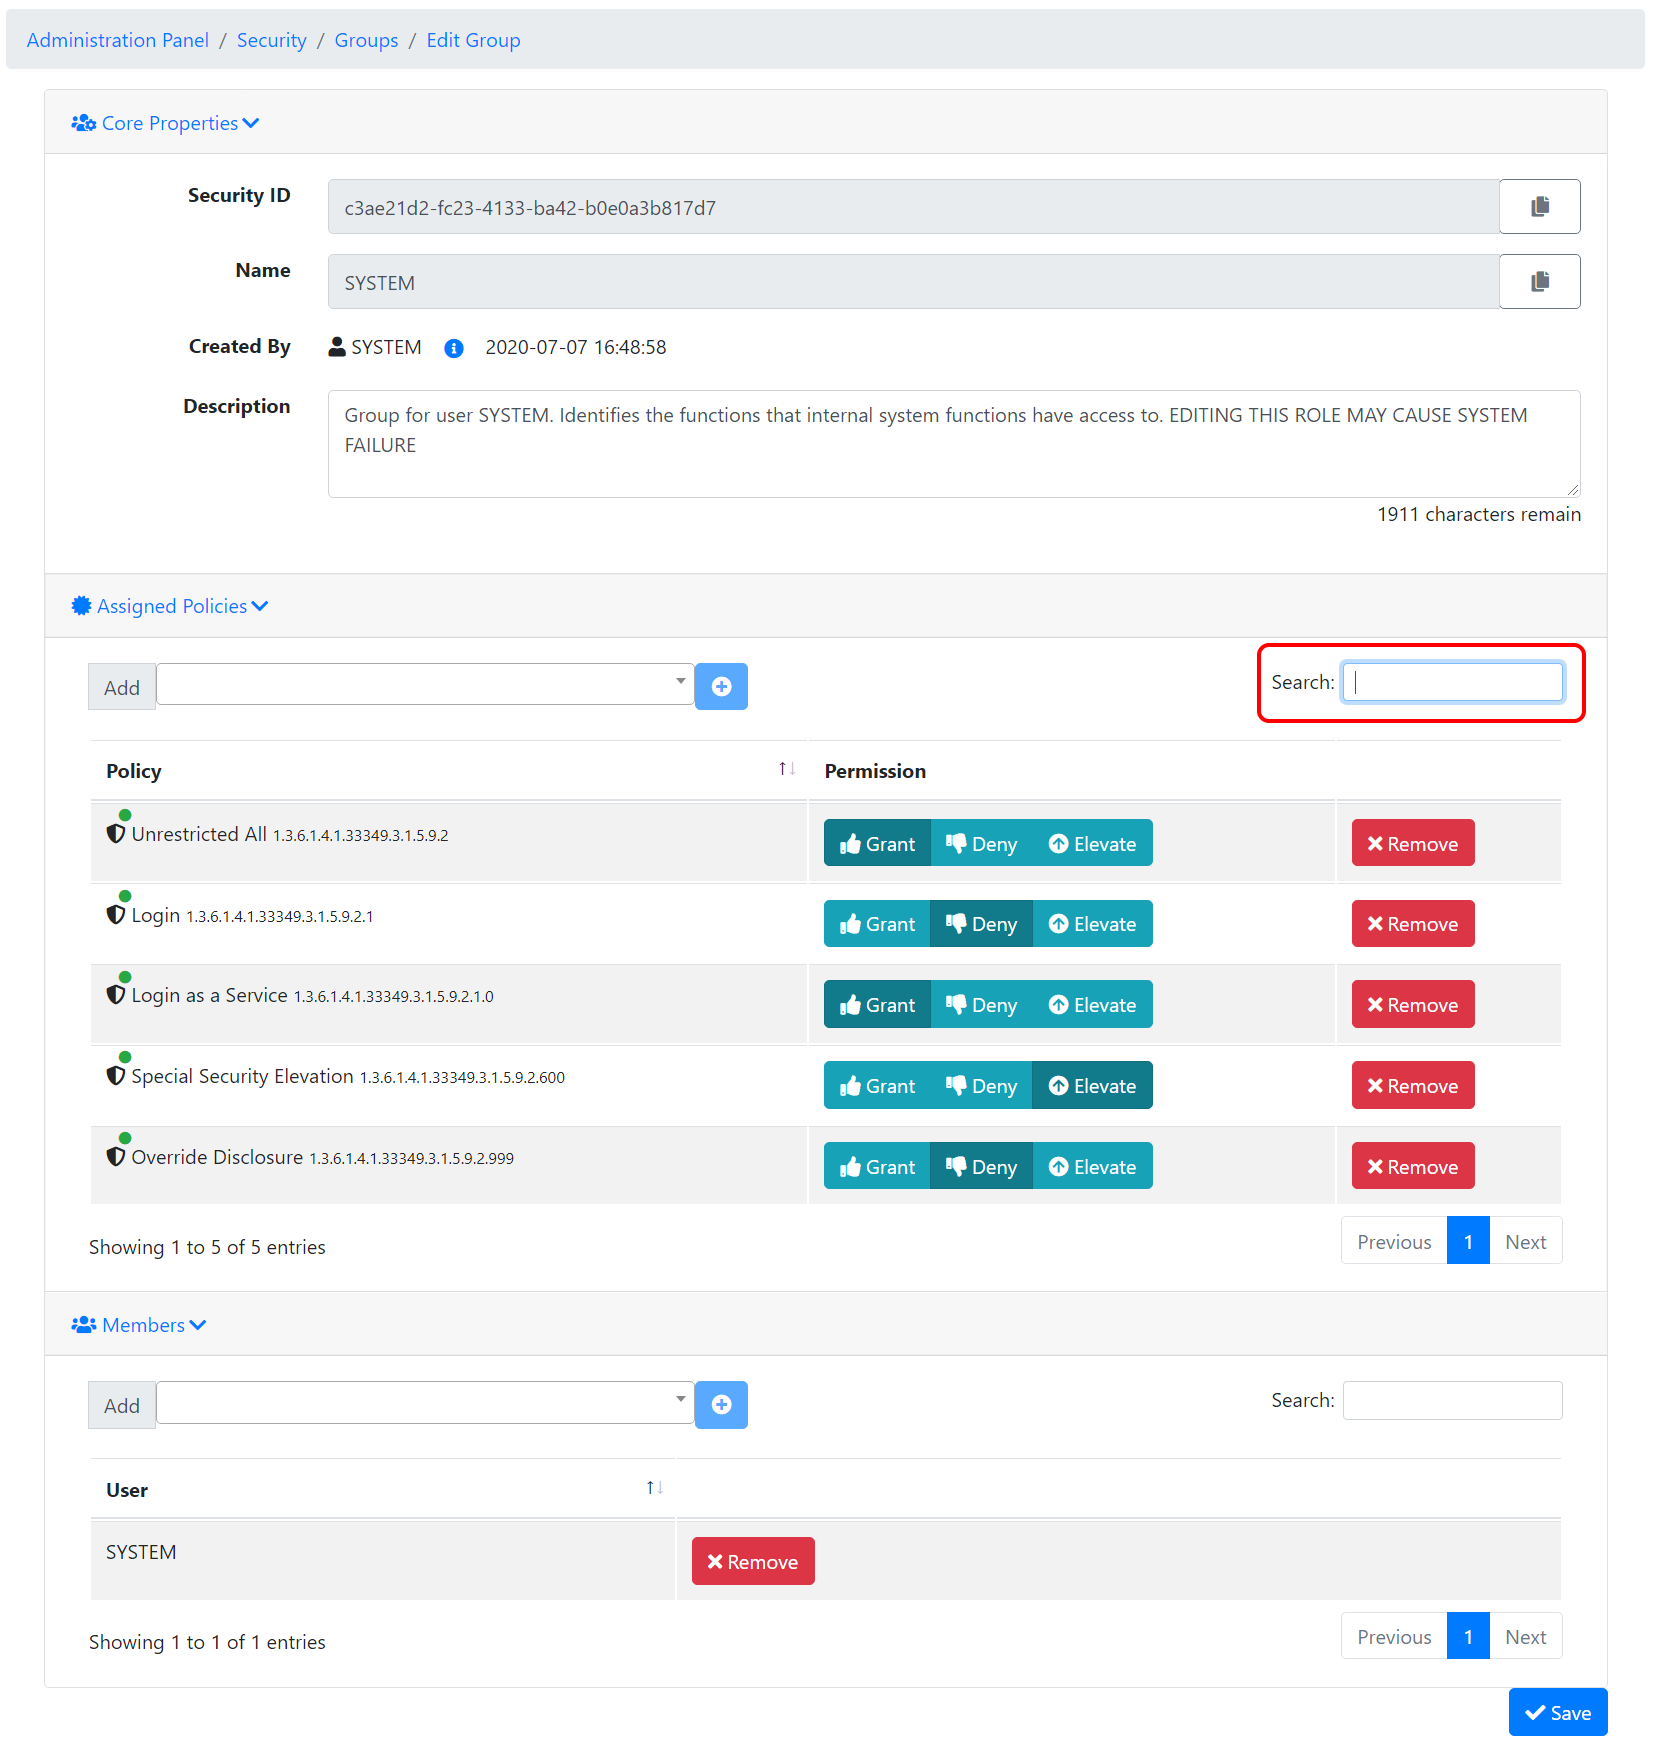 Administration Panel / Security / Groups / Edit Group
Core Properties
Security ID c3ae21d2-fc23-4133-ba42-b0e0a3b817d7
Name SYSTEM
Created By SYSTEM 2020-07-07 16:48:58
Description Group for user SYSTEM. Identifies the functions that internal system functions have access to. EDITING THIS ROLE MAY CAUSE SYSTEM
FAILURE
1911 characters remain
Assigned Policies
Add Search:
Policy Permission
Unrestricted All 1.3.6.1.4.1.33349.3.1.5.9.2 Grant Deny Elevate Remove
Login 1.3.6.1.4.1.33349.3.1.5.9.2.1 Grant Deny Elevate Remove
Login as a Service 1.3.6.1.4.1.33349.3.1.5.9.2.1.0 Grant Deny Elevate Remove
Special Security Elevation 1.3.6.1.4.1.33349.3.1.5.9.2.600 Grant Deny Elevate Remove
Override Disclosure 1.3.6.1.4.1.33349.3.1.5.9.2.999 Grant Deny Elevate Remove
Showing 1 to 5 of 5 entries Previous 1 Next
Members
Add Search:
User
SYSTEM Remove
Showing 1 to 1 of 1 entries Previous 1 Next
Save